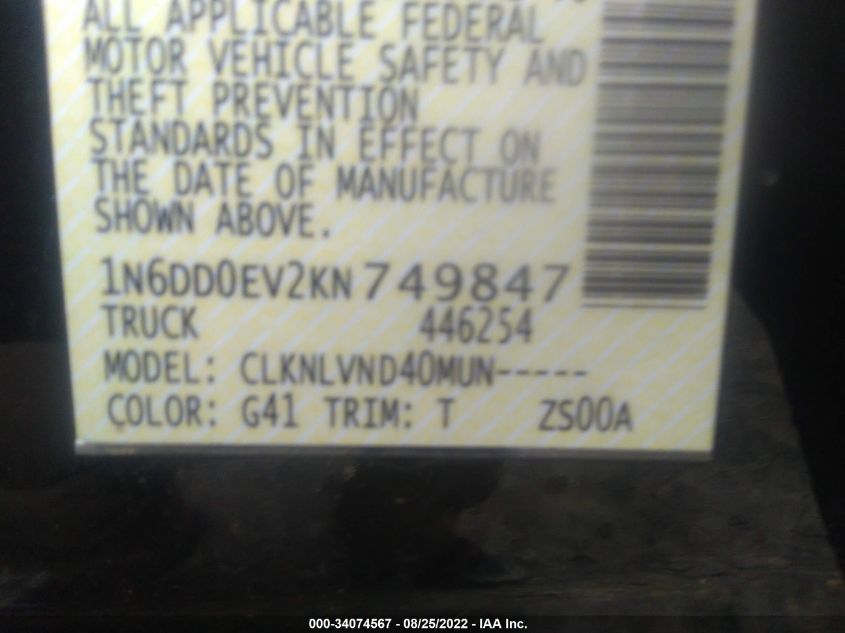 ALL APPLICABLE FEDERAL
MOTOR VEHICLE SAFETY AND
THEFT PREVENTION
STANDARDS IN EFFECT ON
THE DATE OF MANUFACTURE
SHOWN ABOVE.
1N6DD0EV2KN749847
TRUCK 446254
MODEL: CLKNLVND40MUN-----
COLOR: G41 TRIM: T ZS00A
000-34074567 - 08/25/2022 - IAA Inc.